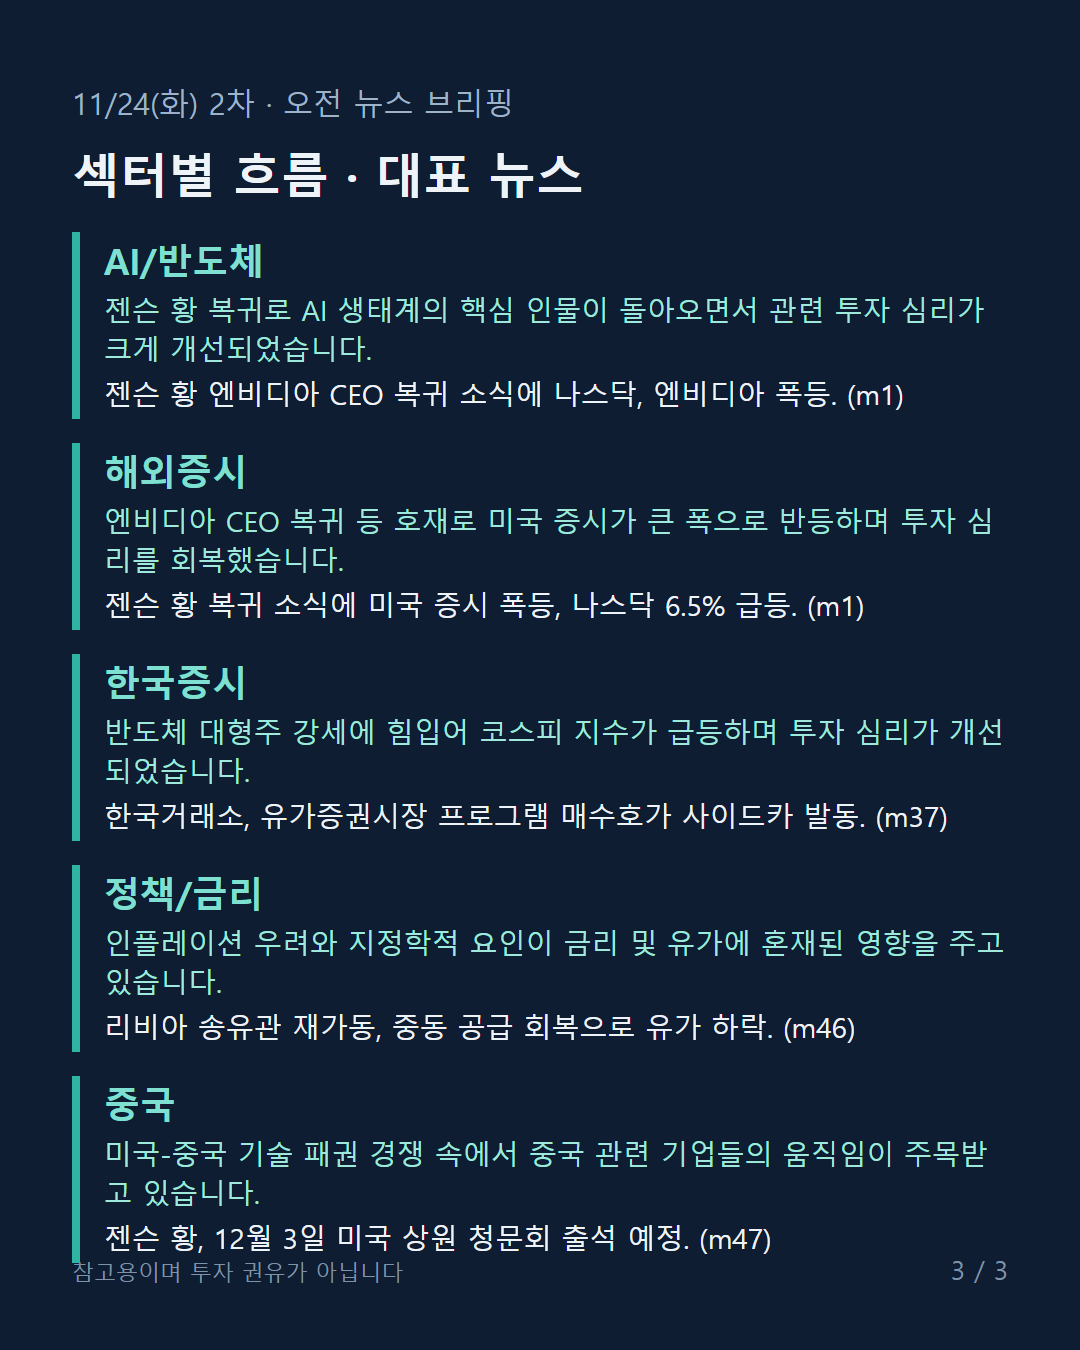 11/24(화) 2차 · 오전 뉴스 브리핑
섹터별 흐름 · 대표 뉴스
AI/반도체
젠슨 황 복귀로 AI 생태계의 핵심 인물이 돌아오면서 관련 투자 심리가
크게 개선되었습니다.
젠슨 황 엔비디아 CEO 복귀 소식에 나스닥, 엔비디아 폭등. (m1)
해외증시
엔비디아 CEO 복귀 등 호재로 미국 증시가 큰 폭으로 반등하며 투자 심
리를 회복했습니다.
젠슨 황 복귀 소식에 미국 증시 폭등, 나스닥 6.5% 급등. (m1)
한국증시
반도체 대형주 강세에 힘입어 코스피 지수가 급등하며 투자 심리가 개선
되었습니다.
한국거래소, 유가증권시장 프로그램 매수호가 사이드카 발동. (m37)
정책/금리
인플레이션 우려와 지정학적 요인이 금리 및 유가에 혼재된 영향을 주고
있습니다.
리비아 송유관 재가동, 중동 공급 회복으로 유가 하락. (m46)
중국
미국-중국 기술 패권 경쟁 속에서 중국 관련 기업들의 움직임이 주목받
고 있습니다.
젠슨 황, 12월 3일 미국 상원 청문회 출석 예정. (m47)
참고용이며 투자 권유가 아닙니다
3 / 3